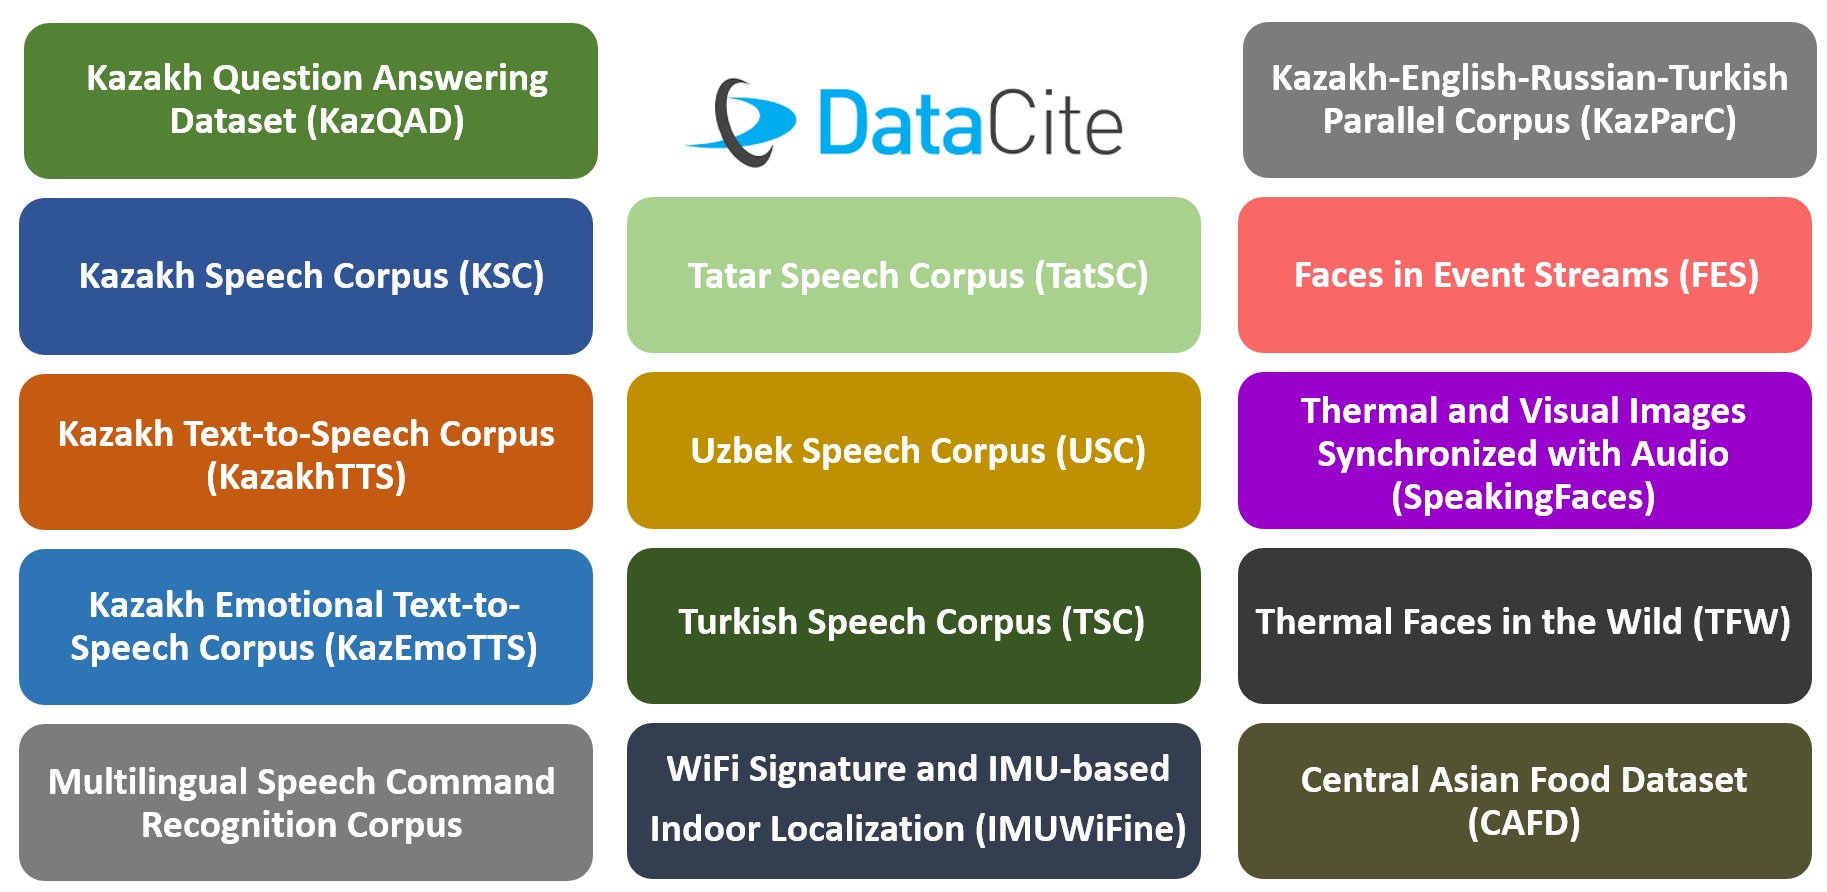 Kazakh Question Answering
Dataset (KazQAD)
DataCite
Kazakh-English-Russian-Turkish
Parallel Corpus (KazParC)
Kazakh Speech Corpus (KSC)
Tatar Speech Corpus (TatSC)
Faces in Event Streams (FES)
Kazakh Text-to-Speech Corpus
(KazakhTTS)
Uzbek Speech Corpus (USC)
Thermal and Visual Images
Synchronized with Audio
(SpeakingFaces)
Kazakh Emotional Text-to-
Speech Corpus (KazEmoTTS)
Turkish Speech Corpus (TSC)
Thermal Faces in the Wild (TFW)
Multilingual Speech Command
Recognition Corpus
WiFi Signature and IMU-based
Indoor Localization (IMUWiFine)
Central Asian Food Dataset
(CAFD)